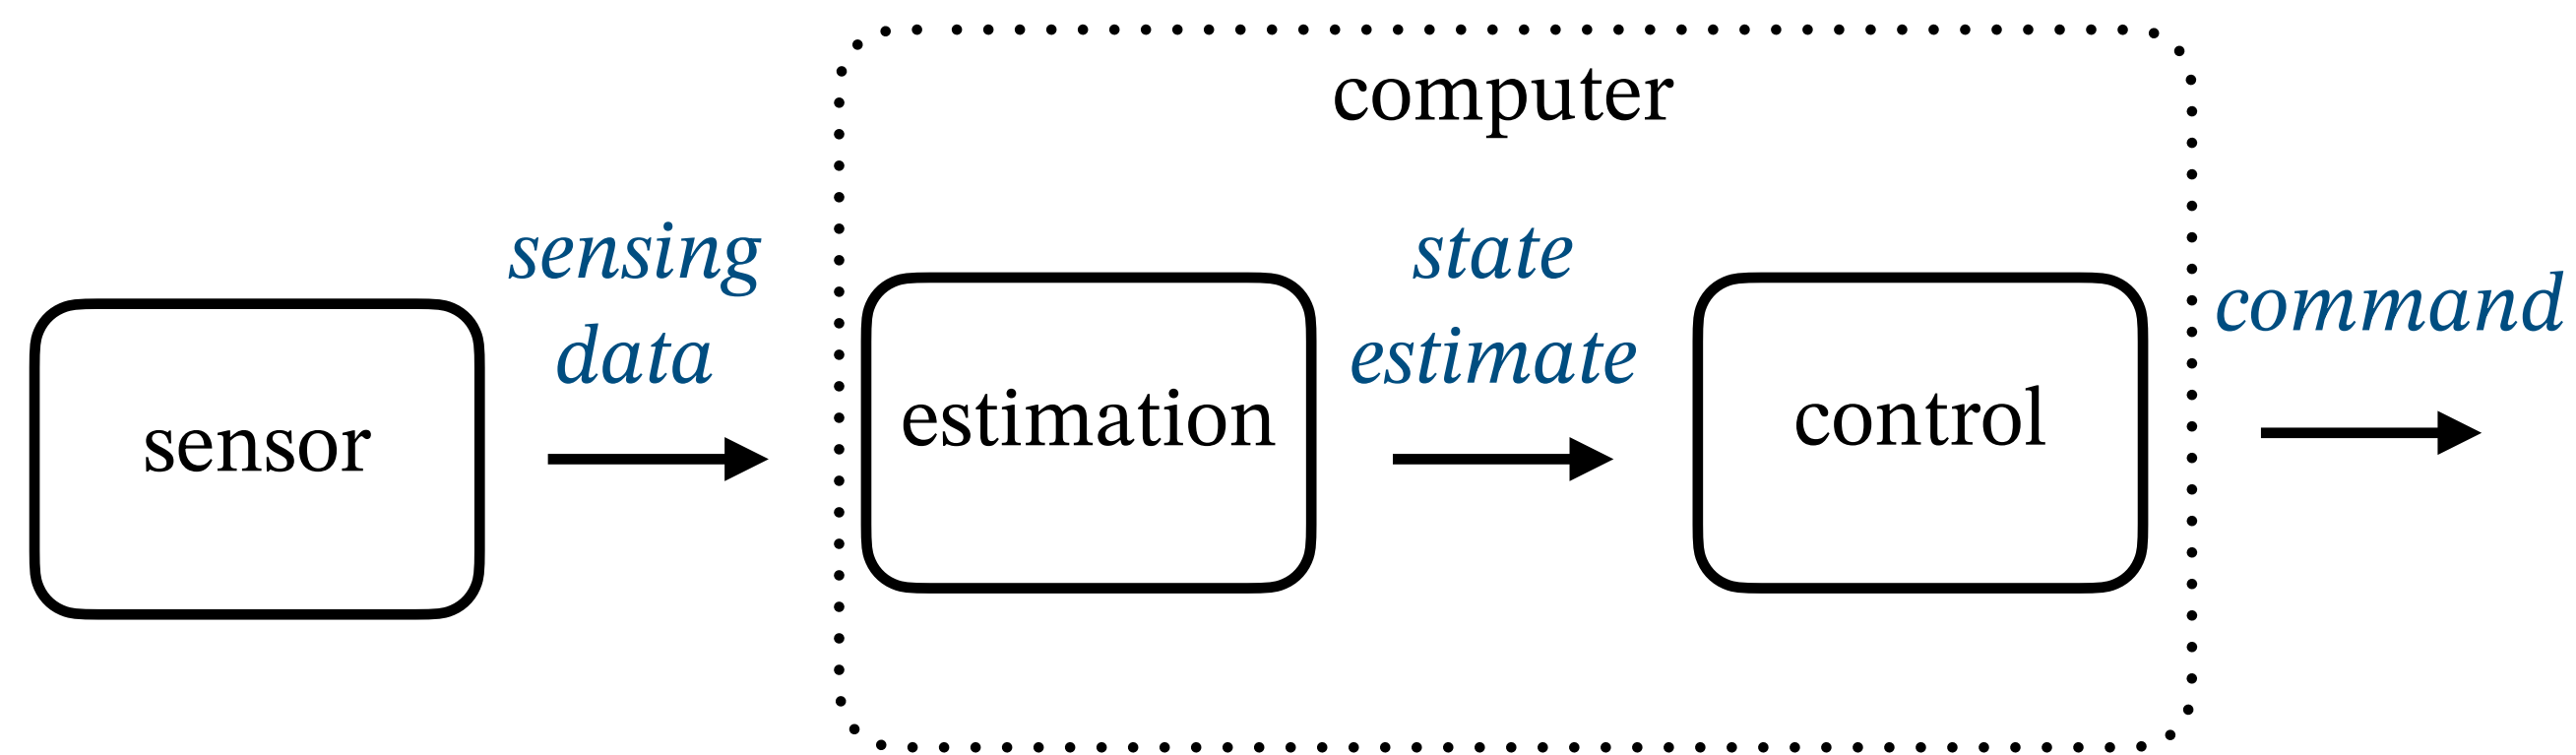 computer
sensing
data
state
estimate
command
sensor
estimation
control